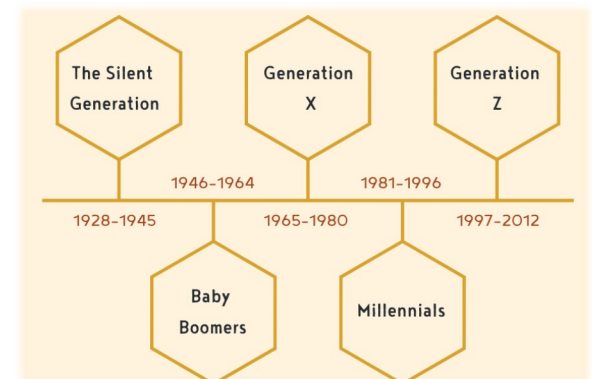 The Silent
Generation
Generation
X
Generation
Z
1946-1964
1981-1996
1928-1945
1965-1980
1997-2012
Baby
Boomers
Millennials